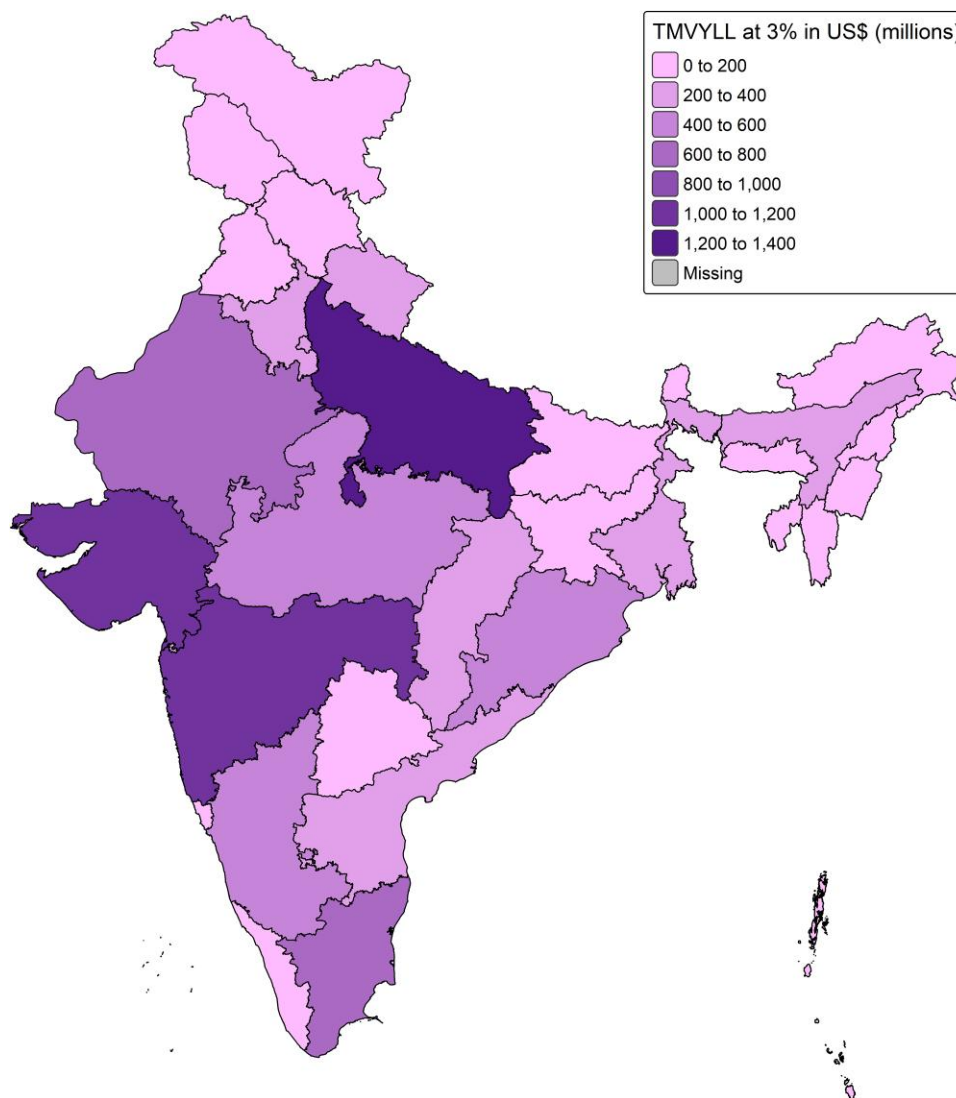 TMVYLL at 3% in US$ (millions)
0 to 200
200 to 400
400 to 600
600 to 800
800 to 1,000
1,000 to 1,200
1,200 to 1,400
Missing